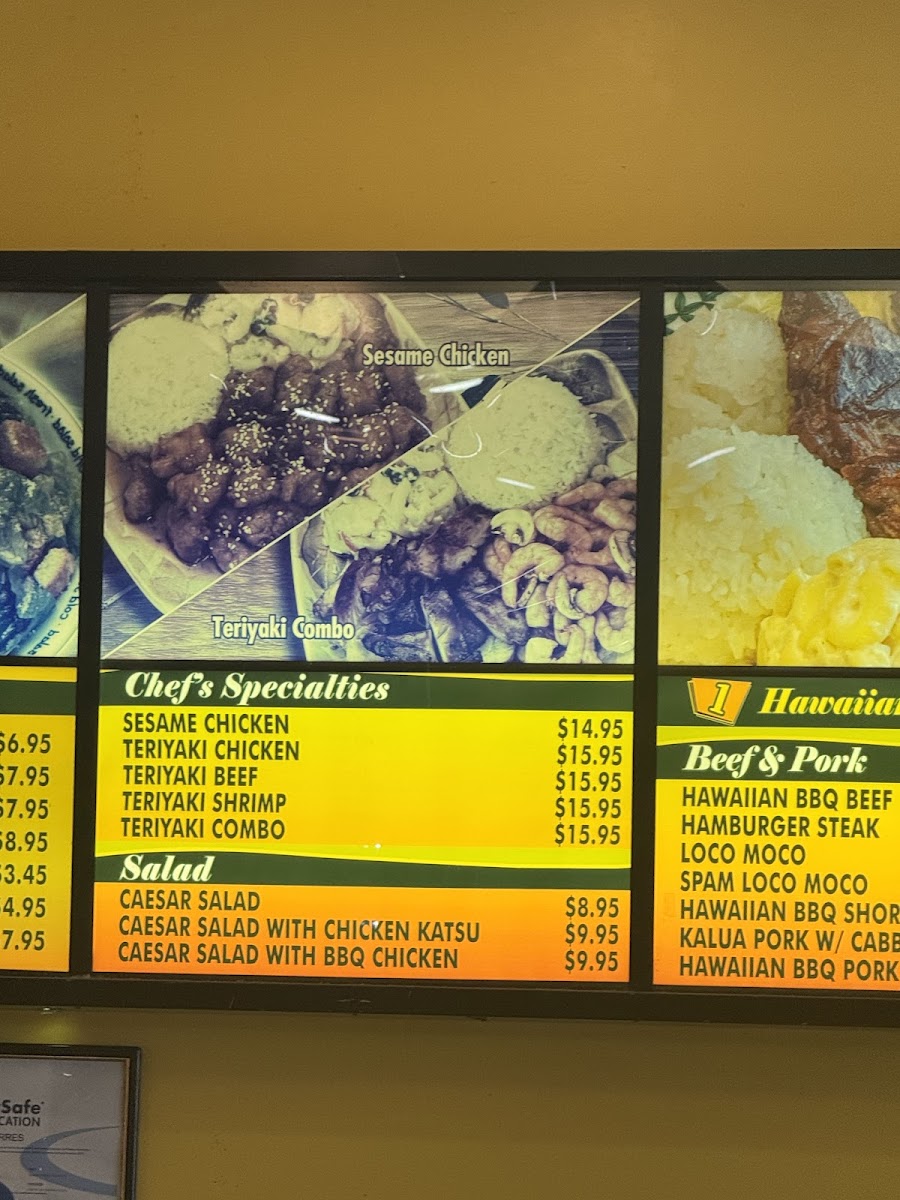 Sesame Chicken
Teriyaki Combo
$6.95
$7.95
$7.95
$8.95
$3.45
4.95
7.95
Chef's Specialties
SESAME CHICKEN $14.95
TERIYAKI CHICKEN $15.95
TERIYAKI BEEF $15.95
TERIYAKI SHRIMP $15.95
TERIYAKI COMBO $15.95
Salad
CAESAR SALAD $8.95
CAESAR SALAD WITH CHICKEN KATSU $9.95
CAESAR SALAD WITH BBQ CHICKEN $9.95
1 Hawaiian
Beef & Pork
HAWAIIAN BBQ BEEF
HAMBURGER STEAK
LOCO MOCO
SPAM LOCO MOCO
HAWAIIAN BBQ SHOR
KALUA PORK W/ CABB
HAWAIIAN BBQ PORK
Safe
CATION
RRES